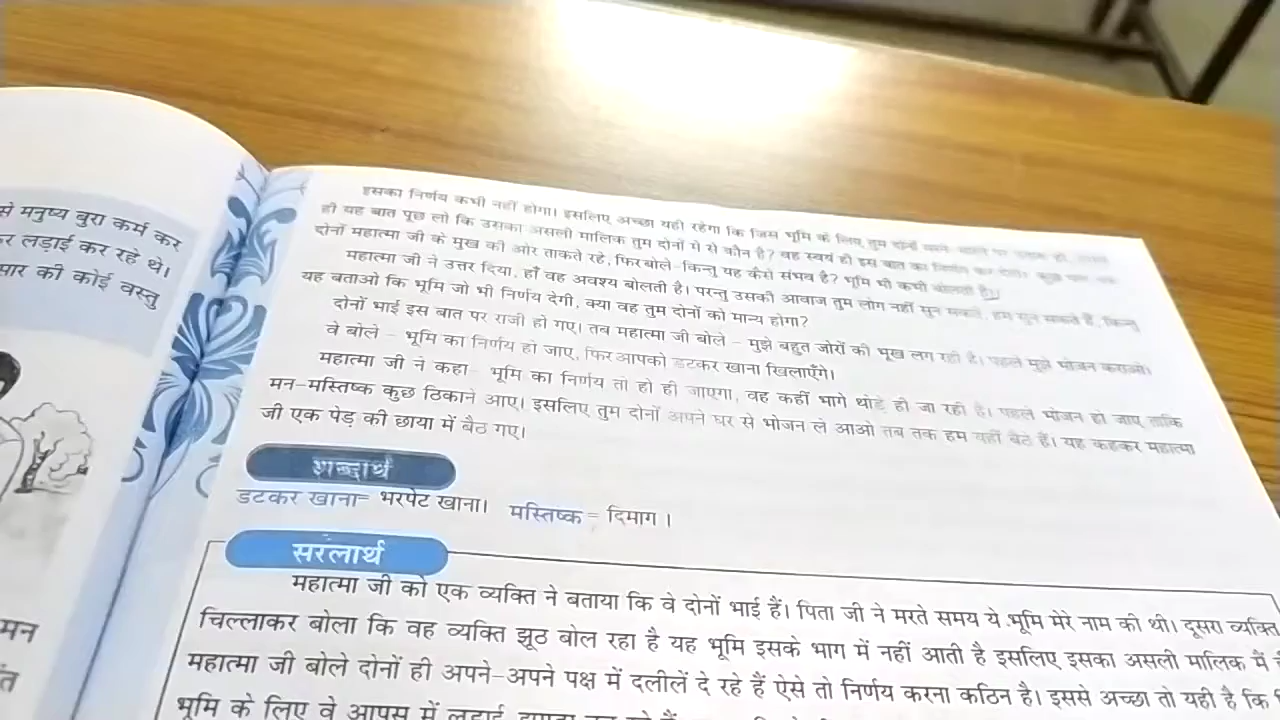 से मनुष्य बुरा कर्म कर
र लड़ाई कर रहे थे।
सार की कोई वस्तु
मन
त
इसका निर्णय कभी नहीं होगा। इसलिए अच्छा यही रहेगा कि जिस भूमि के लिए तुम दोनों
ही यह बात पूछ लो कि उसका असली मालिक तुम दोनों में से कौन है? वह स्वयं ही इस बात का निर्णय कर देगी।
दोनों महात्मा जी के मुख की ओर ताकते रहे, फिर बोले-किन्तु यह कैसे संभव है? भूमि भी कभी बोलती है।
महात्मा जी ने उत्तर दिया, हाँ वह अवश्य बोलती है। परन्तु उसकी आवाज तुम लोग नहीं सुन सकते, हम सुन सकते हैं, किन्तु
यह बताओ कि भूमि जो भी निर्णय देगी, क्या वह तुम दोनों को मान्य होगा?
दोनों भाई इस बात पर राजी हो गए। तब महात्मा जी बोले – मुझे बहुत जोरों की भूख लग रही है। पहले मुझे भोजन कराओ।
वे बोले – भूमि का निर्णय हो जाए, फिर आपको डटकर खाना खिलाएँगे।
महात्मा जी ने कहा– भूमि का निर्णय तो हो ही जाएगा, वह कहीं भागे थोड़े ही जा रही है। पहले भोजन हो जाए ताकि
मन-मस्तिष्क कुछ ठिकाने आए। इसलिए तुम दोनों अपने घर से भोजन ले आओ तब तक हम यहीं बैठे हैं। यह कहकर महात्मा
जी एक पेड़ की छाया में बैठ गए।
शब्दार्थ
डटकर खाना= भरपेट खाना। मस्तिष्क = दिमाग।
सरलार्थ
महात्मा जी को एक व्यक्ति ने बताया कि वे दोनों भाई हैं। पिता जी ने मरते समय ये भूमि मेरे नाम की थी। दूसरा व्यक्ति
चिल्लाकर बोला कि वह व्यक्ति झूठ बोल रहा है यह भूमि इसके भाग में नहीं आती है इसलिए इसका असली मालिक मैं
महात्मा जी बोले दोनों ही अपने-अपने पक्ष में दलीलें दे रहे हैं ऐसे तो निर्णय करना कठिन है। इससे अच्छा तो यही है कि
भूमि के लिए वे आपस में लड़ाई